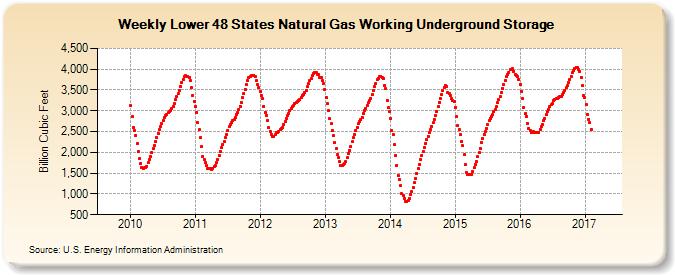 Weekly Lower 48 States Natural Gas Working Underground Storage
Billion Cubic Feet
4,500
4,000
3,500
3,000
2,500
2,000
1,500
1,000
500
2010 2011 2012 2013 2014 2015 2016 2017
Source: U.S. Energy Information Administration